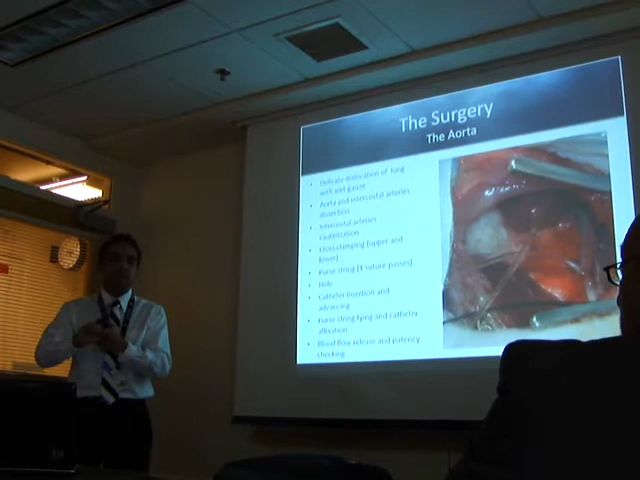 The Surgery
The Aorta
• Delicate dislocation of lung
with wet gauze
• Aorta and intercostal arteries
dissection
• Intercostal arteries
cauterization
• Cross clamping [upper and
lower]
• Purse string [4 suture passes]
• Hole
• Catheter insertion and
advancing
• Purse string tying and catheter
affixation
• Blood flow release and patency
checking